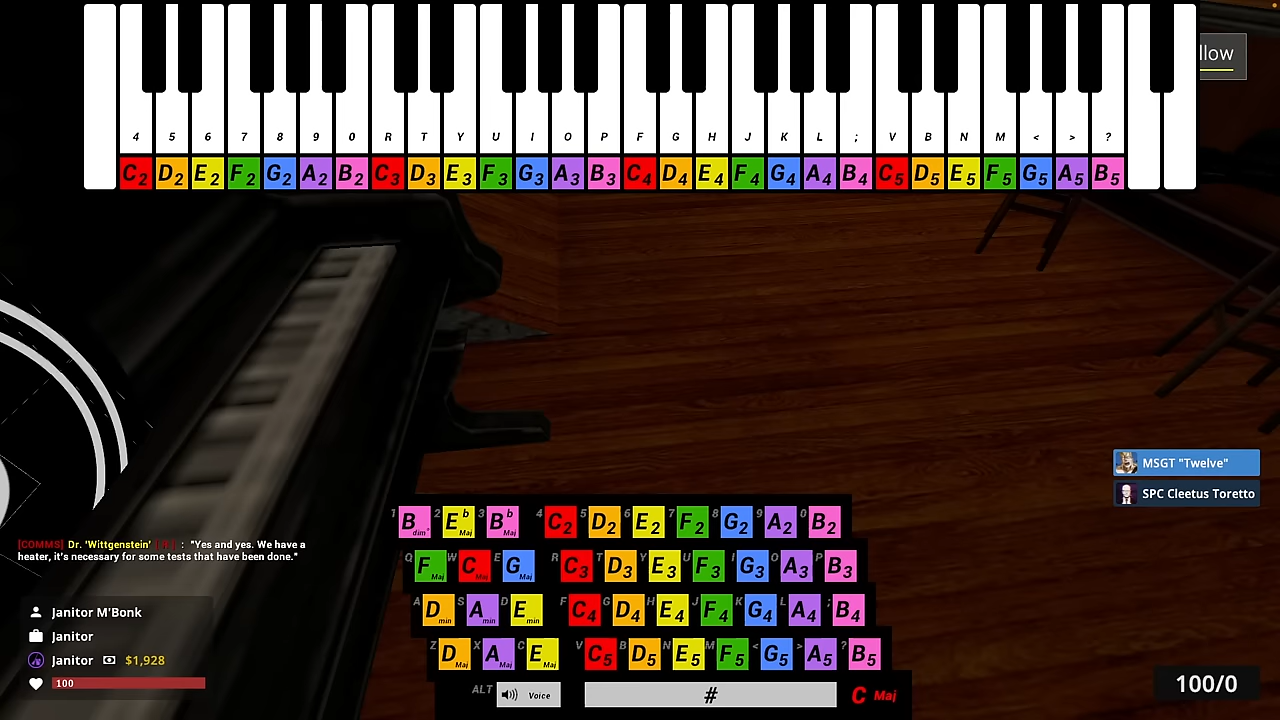 llow
4 5 6 7 8 9 0 R T Y U I O P F G H J K L ; V B N M < > ?
C2 D2 E2 F2 G2 A2 B2 C3 D3 E3 F3 G3 A3 B3 C4 D4 E4 F4 G4 A4 B4 C5 D5 E5 F5 G5 A5 B5
MSGT "Twelve"
SPC Cleetus Toretto
1 Bdim° 2 Eb Maj 3 Bb Maj 4 C2 5 D2 6 E2 7 F2 8 G2 9 A2 0 B2
Q F Maj W C Maj E G Maj R C3 T D3 Y E3 U F3 I G3 O A3 P B3
A D min S A min D E min F C4 G D4 H E4 J F4 K G4 L A4 ; B4
Z D Maj X A Maj C E Maj V C5 B D5 N E5 M F5 < G5 > A5 ? B5
ALT Voice # C Maj
[COMMS] Dr. 'Wittgenstein' : "Yes and yes. We have a
heater, it's necessary for some tests that have been done."
Janitor M'Bonk
Janitor
Janitor $1,928
100
100/0